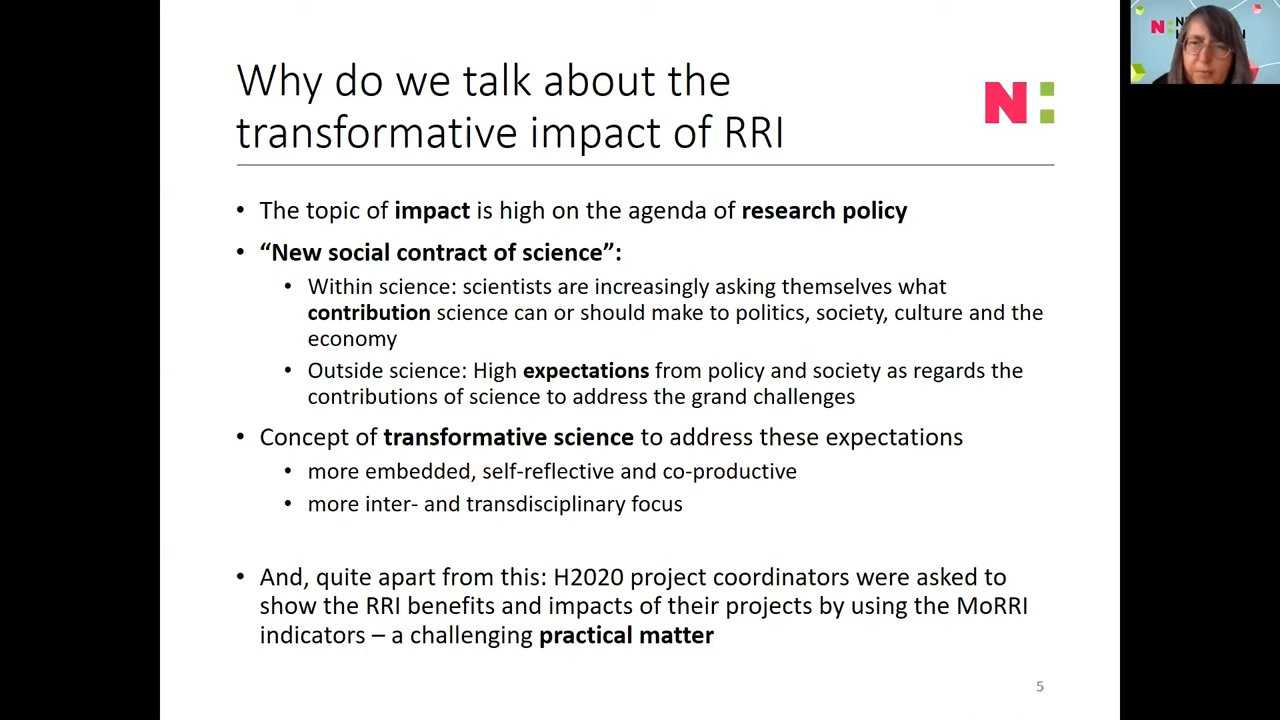 Why do we talk about the
transformative impact of RRI
N:
• The topic of impact is high on the agenda of research policy
• “New social contract of science”:
• Within science: scientists are increasingly asking themselves what
contribution science can or should make to politics, society, culture and the
economy
• Outside science: High expectations from policy and society as regards the
contributions of science to address the grand challenges
• Concept of transformative science to address these expectations
• more embedded, self-reflective and co-productive
• more inter- and transdisciplinary focus
• And, quite apart from this: H2020 project coordinators were asked to
show the RRI benefits and impacts of their projects by using the MoRRI
indicators – a challenging practical matter
5
N: